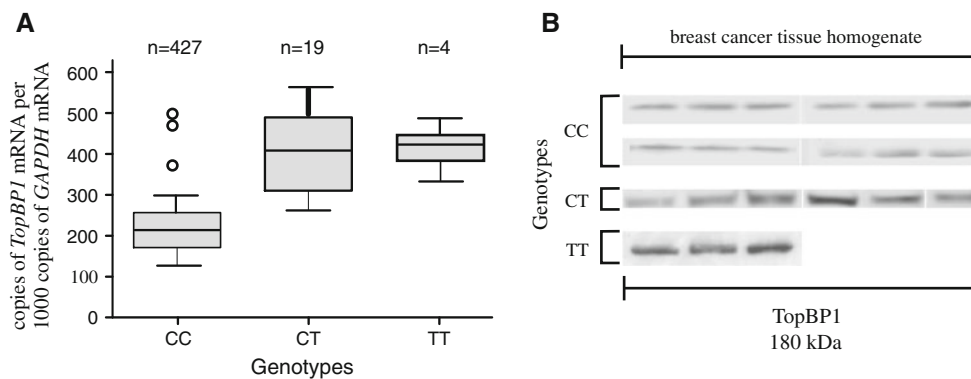 A
n=427 n=19 n=4
copies of TopBP1 mRNA per
1000 copies of GAPDH mRNA
600
500
400
300
200
100
0
CC CT TT
Genotypes
B
breast cancer tissue homogenate
Genotypes
CC
CT
TT
TopBP1
180 kDa